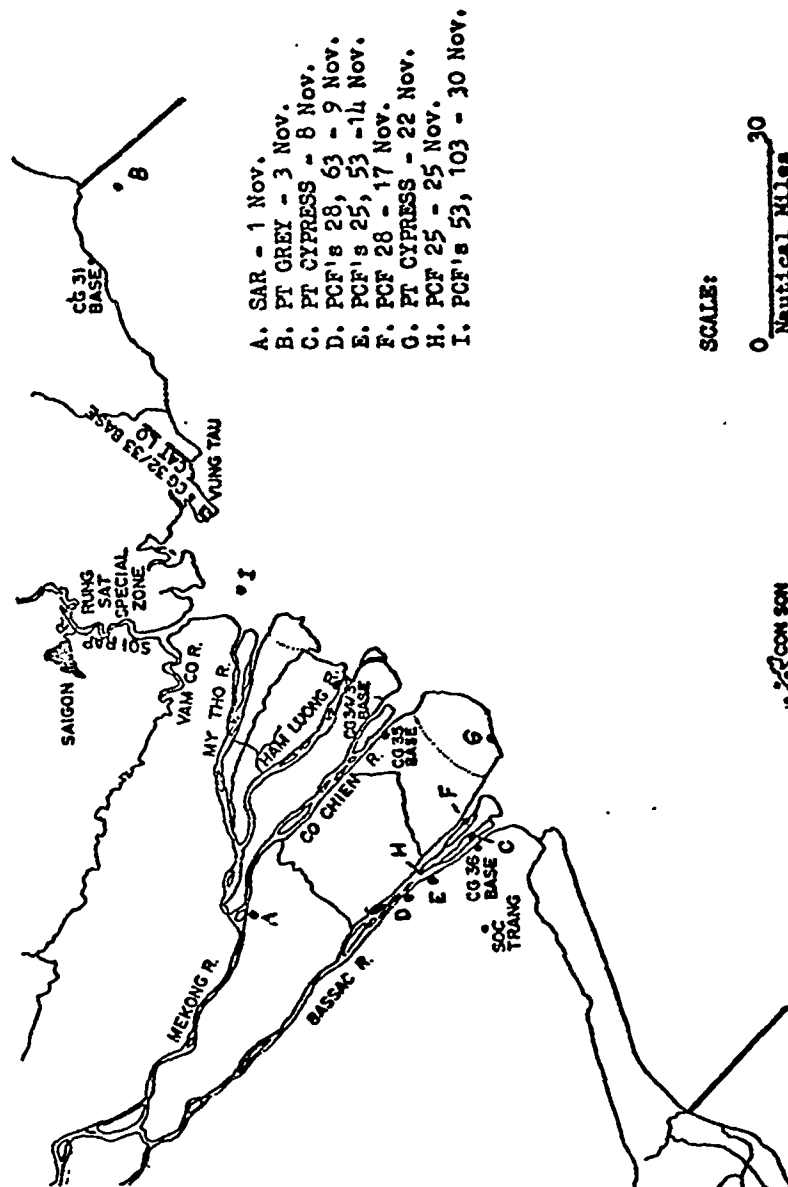 A. SAR - 1 Nov.
B. PT GREY - 3 Nov.
C. PT CYPRESS - 8 Nov.
D. PCF's 28, 63 - 9 Nov.
E. PCF's 25, 53 -14 Nov.
F. PCF 28 - 17 Nov.
G. PT CYPRESS - 22 Nov.
H. PCF 25 - 25 Nov.
I. PCF's 53, 103 - 30 Nov.
SCALE:
0 30
Nautical Miles
B
CG 31
BASE
CG 32/33 BASE
CAT LO
VUNG TAU
SAIGON
RUNG
SAT
SPECIAL
ZONE
SOI
R
VAM CO R.
I
MY THO R.
HAM LUONG R.
BASE
CO CHIEN R.
CG 35
BASE
MEKONG R.
A
BASSAC R.
D
E
H
F
G
C
CG 36
BASE
SOC
TRANG
CON SON